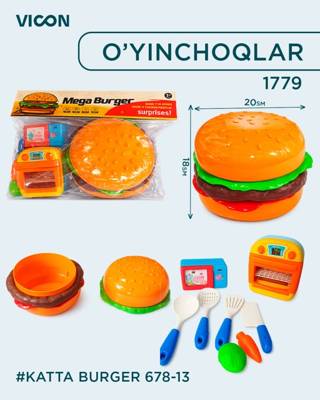 VICON
O'YINCHOQLAR
1779
20SM
Mega Burger
surprises!
18SM
#KATTA BURGER 678-13